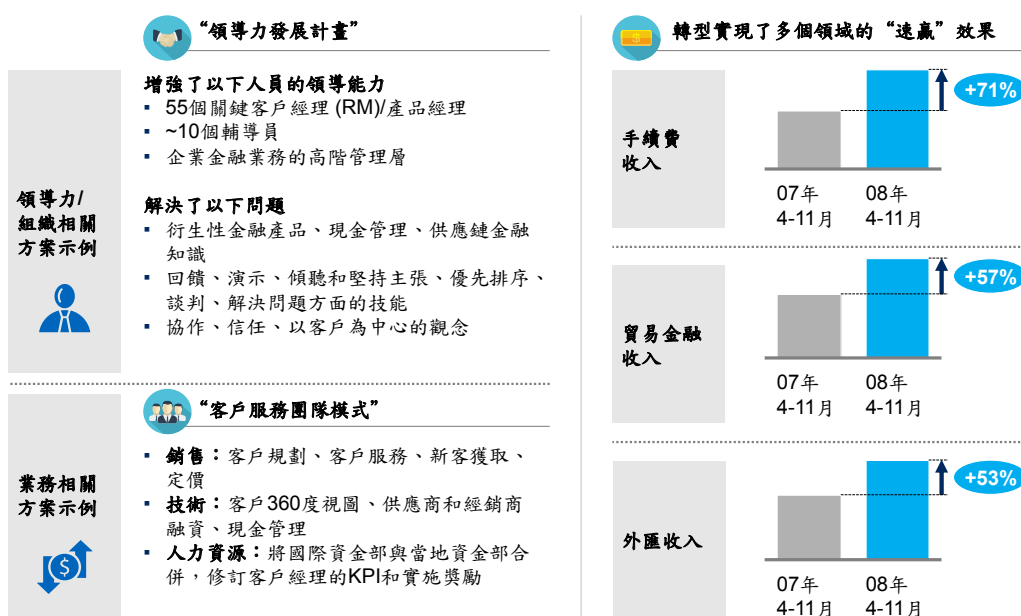 “領導力發展計畫”
領導力/
組織相關
方案示例
增強了以下人員的領導能力
▪ 55個關鍵客戶經理 (RM)/產品經理
▪ ~10個輔導員
▪ 企業金融業務的高階管理層
解決了以下問題
▪ 衍生性金融產品、現金管理、供應鏈金融
知識
▪ 回饋、演示、傾聽和堅持主張、優先排序、
談判、解決問題方面的技能
▪ 協作、信任、以客戶為中心的觀念
業務相關
方案示例
“客戶服務團隊模式”
▪ 銷售：客戶規劃、客戶服務、新客獲取、
定價
▪ 技術：客戶360度視圖、供應商和經銷商
融資、現金管理
▪ 人力資源：將國際資金部與當地資金部合
併，修訂客戶經理的KPI和實施獎勵
轉型實現了多個領域的“速贏”效果
手續費
收入
+71%
07年
4-11月
08年
4-11月
貿易金融
收入
+57%
07年
4-11月
08年
4-11月
外匯收入
+53%
07年
4-11月
08年
4-11月